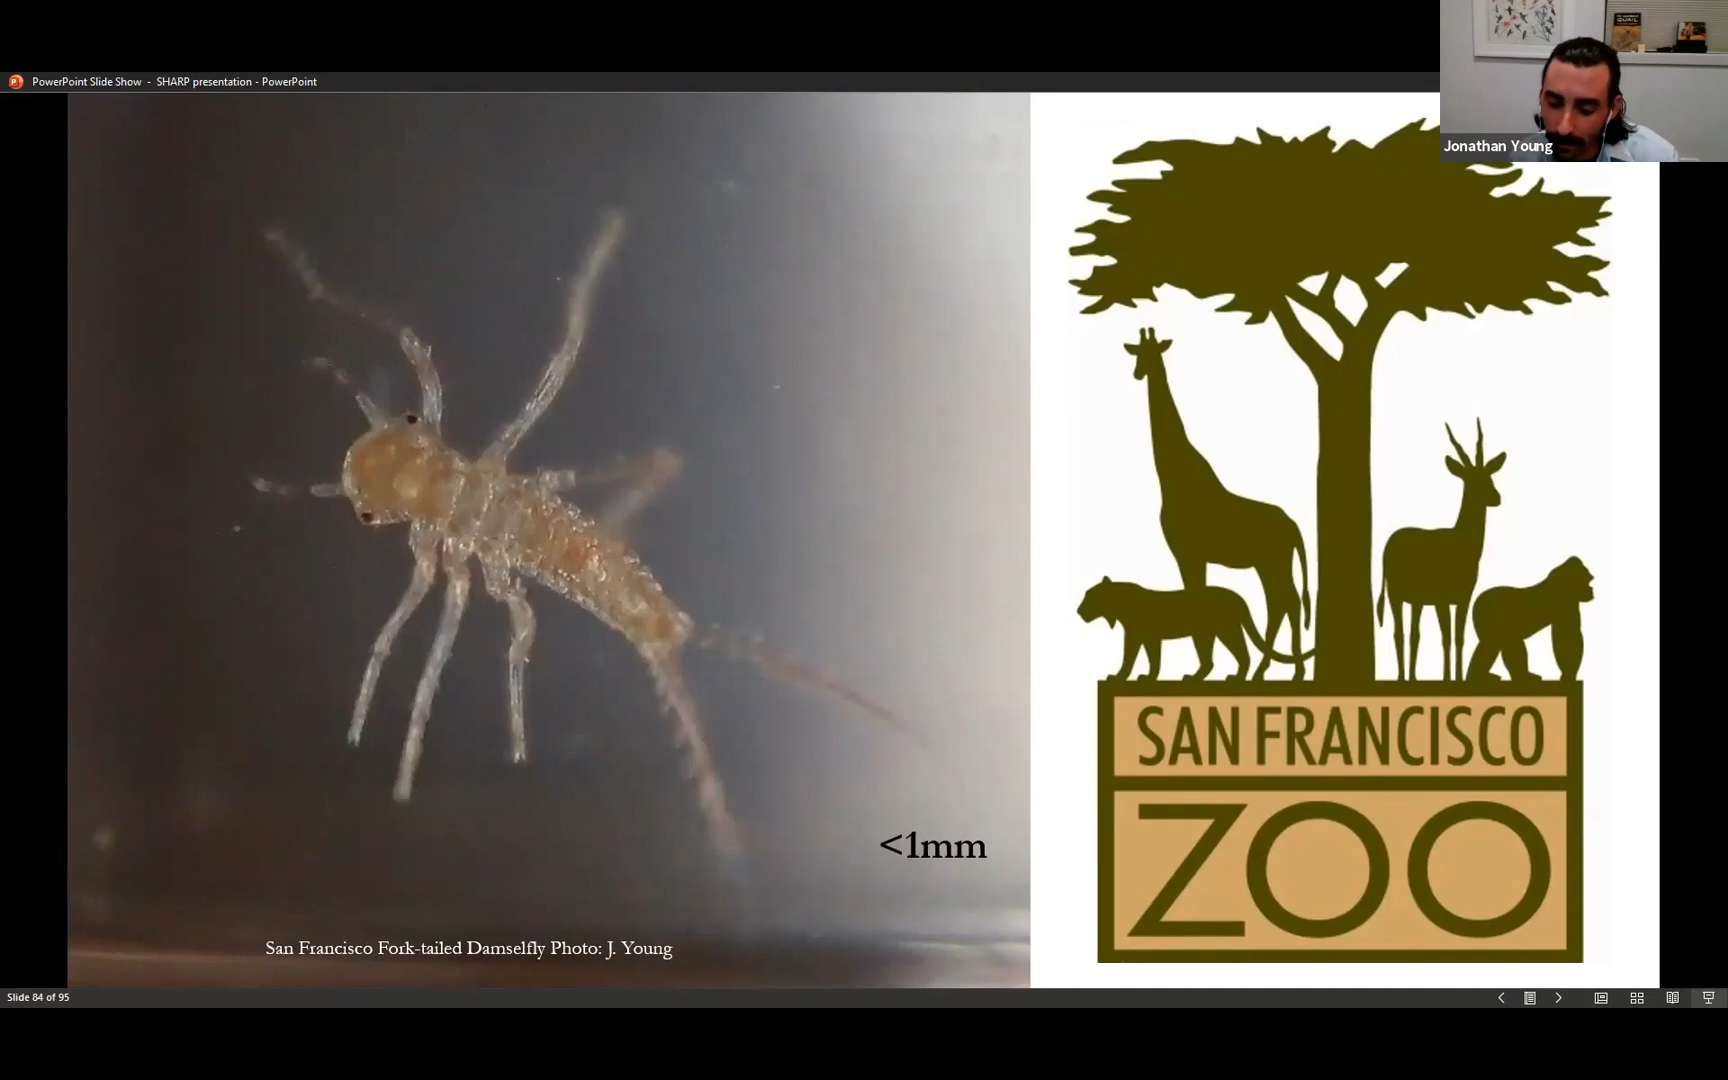 PowerPoint Slide Show - SHARP presentation - PowerPoint
QUAIL
Jonathan Young
SAN FRANCISCO
ZOO
<1mm
San Francisco Fork-tailed Damselfly Photo: J. Young
Slide 84 of 95